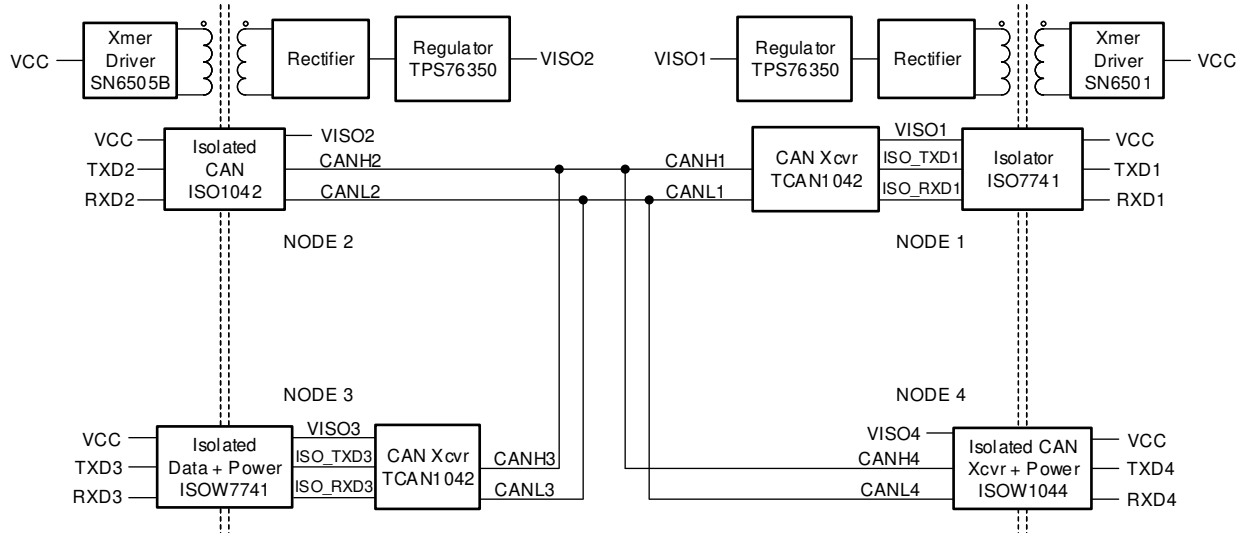 VCC
Xmer
Driver
SN6505B
Rectifier
Regulator
TPS76350
VISO2
VISO1
Regulator
TPS76350
Rectifier
Xmer
Driver
SN6501
VCC
VCC
TXD2
RXD2
Isolated
CAN
ISO1042
VISO2
CANH2
CANL2
CANH1
CANL1
CAN Xcvr
TCAN1042
VISO1
ISO_TXD1
ISO_RXD1
Isolator
ISO7741
VCC
TXD1
RXD1
NODE 2
NODE 1
NODE 3
NODE 4
VCC
TXD3
RXD3
Isolated
Data + Power
ISOW7741
VISO3
ISO_TXD3
ISO_RXD3
CAN Xcvr
TCAN1042
CANH3
CANL3
VISO4
CANH4
CANL4
Isolated CAN
Xcvr + Power
ISOW1044
VCC
TXD4
RXD4